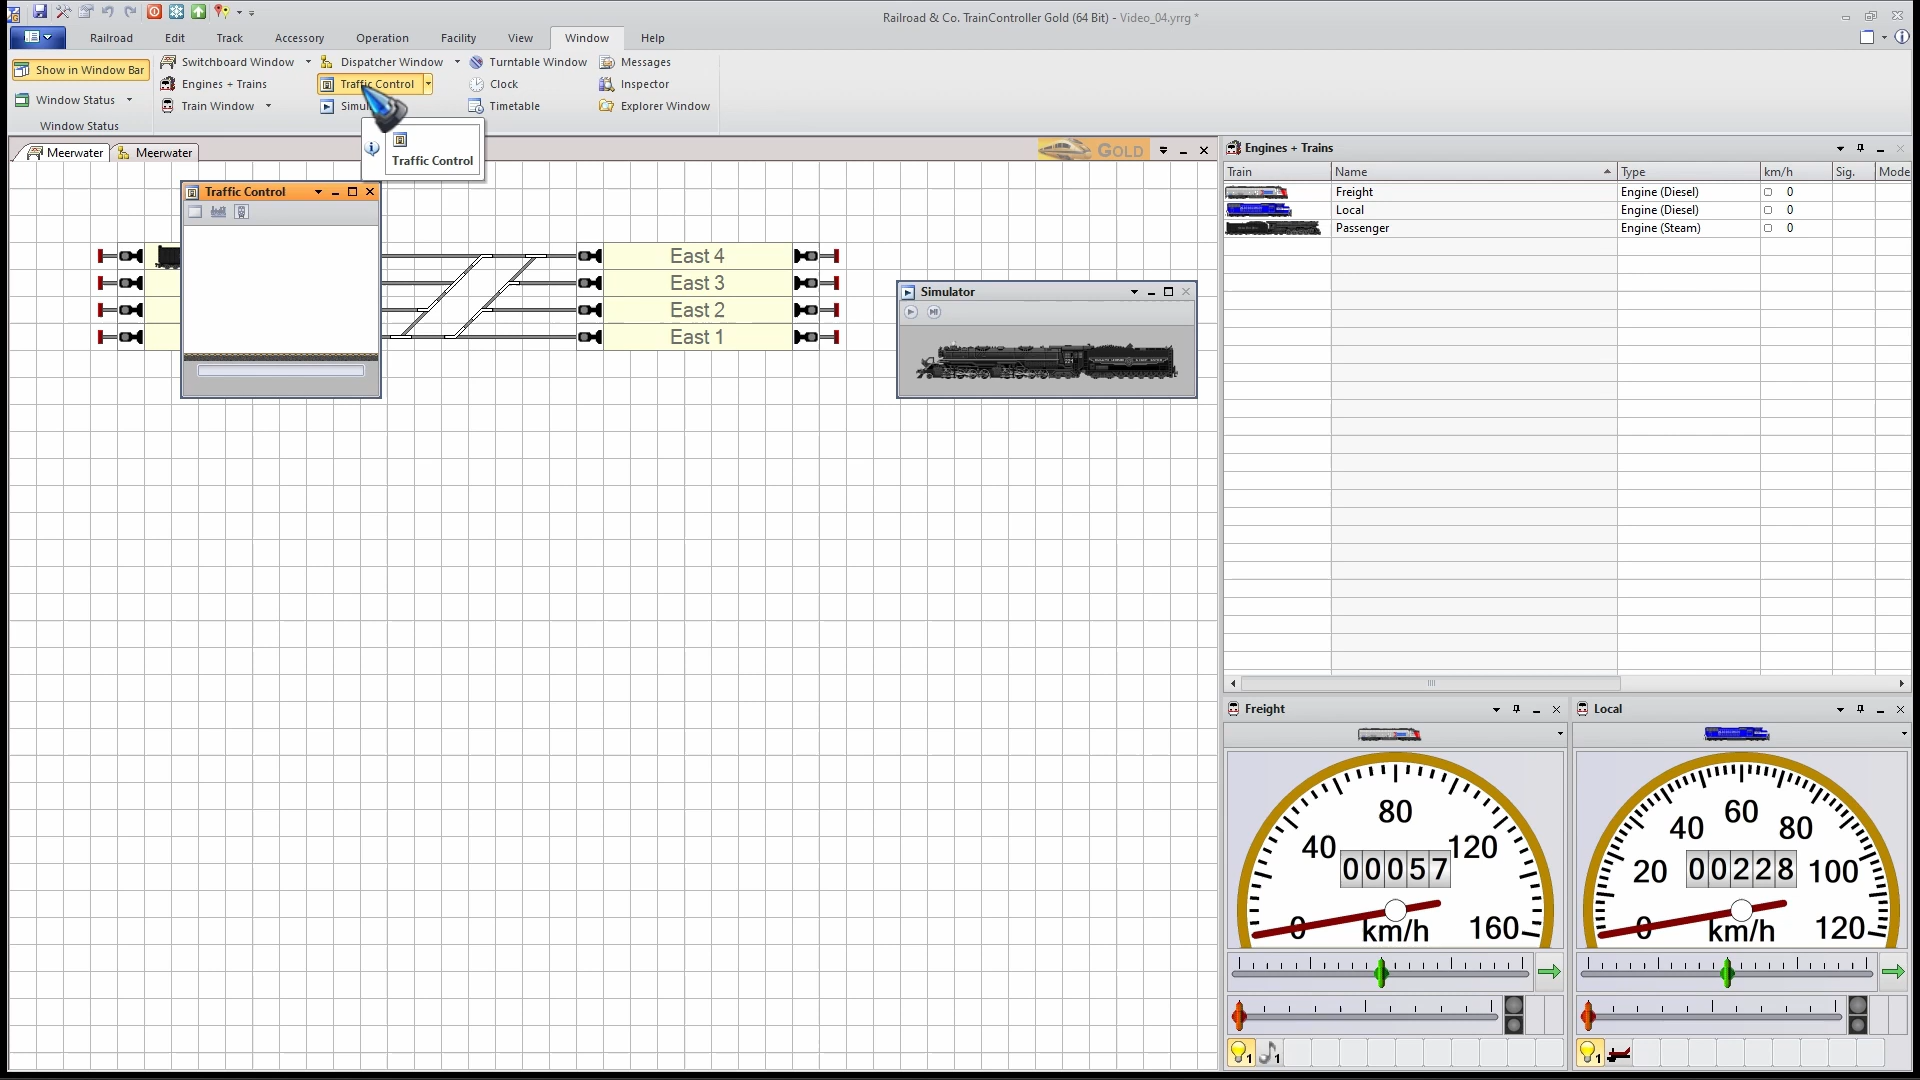 Railroad & Co. TrainController Gold (64 Bit) - Video_04.yrrg *
Railroad Edit Track Accessory Operation Facility View Window Help
Show in Window Bar
Window Status
Window Status
Switchboard Window
Engines + Trains
Train Window
Dispatcher Window
Traffic Control
Simu
Turntable Window
Clock
Timetable
Messages
Inspector
Explorer Window
Traffic Control
Meerwater
Meerwater
GOLD
Traffic Control
East 4
East 3
East 2
East 1
Simulator
Engines + Trains
Train Name Type km/h Sig. Mode
Freight Engine (Diesel) 0
Local Engine (Diesel) 0
Passenger Engine (Steam) 0
Freight
0 40 80 120 160
00057
km/h
1 1
Local
0 20 40 60 80 100 120
00228
km/h
1